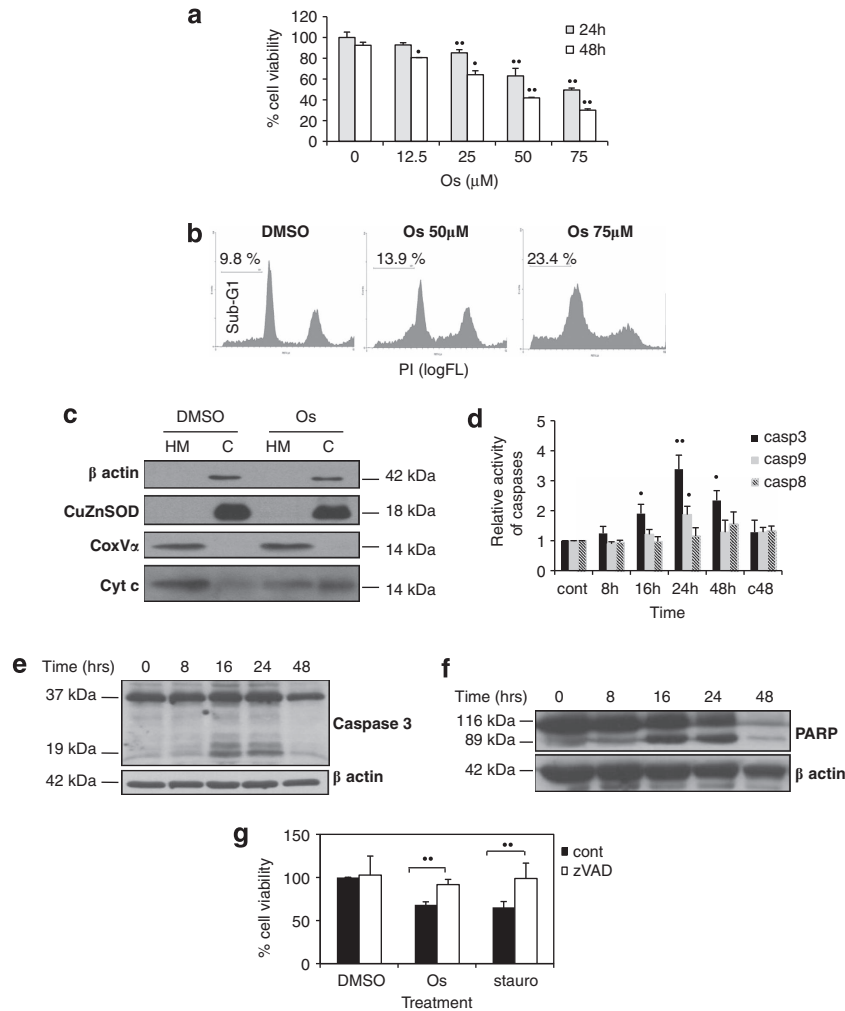 a
% cell viability
120
100
80
60
40
20
0
24h
48h
0 12.5 25 50 75
Os (μM)
b
DMSO Os 50μM Os 75μM
9.8 % 13.9 % 23.4 %
Sub-G1
PI (logFL)
c
DMSO Os
HM C HM C
β actin 42 kDa
CuZnSOD 18 kDa
CoxVα 14 kDa
Cyt c 14 kDa
d
Relative activity
of caspases
5
4
3
2
1
0
casp3
casp9
casp8
cont 8h 16h 24h 48h c48
Time
e
Time (hrs) 0 8 16 24 48
37 kDa
Caspase 3
19 kDa
42 kDa β actin
f
Time (hrs) 0 8 16 24 48
116 kDa
PARP
89 kDa
42 kDa β actin
g
% cell viability
150
100
50
0
cont
zVAD
DMSO Os stauro
Treatment